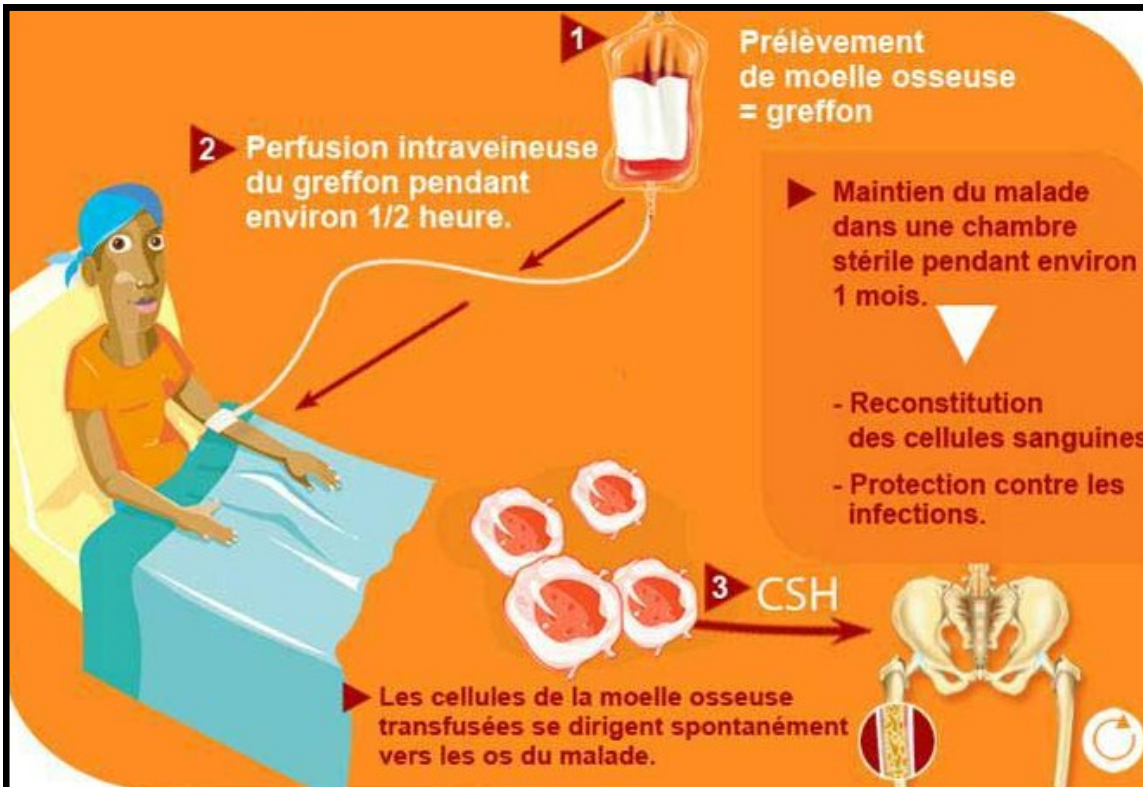 1
Prélèvement
de moelle osseuse
= greffon
2
Perfusion intraveineuse
du greffon pendant
environ 1/2 heure.
Maintien du malade
dans une chambre
stérile pendant environ
1 mois.
- Reconstitution
des cellules sanguines
- Protection contre les
infections.
3
CSH
Les cellules de la moelle osseuse
transfusées se dirigent spontanément
vers les os du malade.